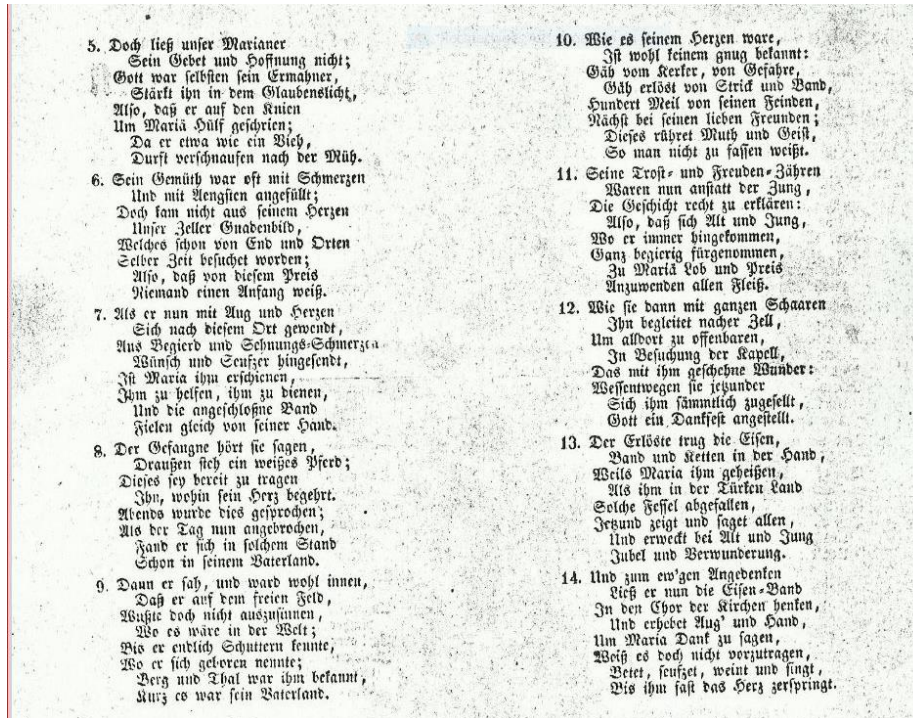 5. Doch ließ unser Marianer
Sein Gebet und Hoffnung nicht;
Gott war selbsten sein Ermahner,
Stärkt ihn in dem Glaubenslicht,
Also, daß er auf den Knien
Um Mariä Hülf geschrien;
Da er etwa wie ein Vieh,
Durft verschnaufen nach der Müh.
6. Sein Gemüth war oft mit Schmerzen
Und mit Aengsten angefüllt;
Doch kam nicht aus seinem Herzen
Unser Zeller Gnadenbild,
Welches schon von End und Orten
Selber Zeit besuchet worden;
Also, daß von diesem Preis
Niemand einen Anfang weiß.
7. Als er nun mit Aug und Herzen
Sich nach diesem Ort gewendt,
Aus Begierd und Sehnungs-Schmerzen
Wünsch und Seufzer hingesendt,
Ist Maria ihm erschienen,
Ihm zu helfen, ihm zu dienen,
Und die angeschloßne Band
Fielen gleich von seiner Hand.
8. Der Gefangne hört sie sagen,
Draußen steh ein weißes Pferd;
Dieses sey bereit zu tragen
Ihn, wohin sein Herz begehrt.
Abends wurde dies gesprochen;
Als der Tag nun angebrochen,
Fand er sich in solchem Stand
Schon in seinem Vaterland.
9. Dann er sah, und ward wohl innen,
Daß er auf dem freien Feld,
Wußte doch nicht auszusinnen,
Wo es wäre in der Welt;
Bis er endlich Schuttern kennte,
Wo er sich geboren nennte;
Berg und Thal war ihm bekannt,
Kurz es war sein Vaterland.
10. Wie es seinem Herzen ware,
Ist wohl keinem gnug bekannt:
Gäh vom Kerker, von Gefahre,
Gäh erlöst von Strick und Band,
Hundert Meil von seinen Feinden,
Nächst bei seinen lieben Freunden;
Dieses rühret Muth und Geist,
So man nicht zu fassen weißt.
11. Seine Trost- und Freuden-Zähren
Waren nun anstatt der Zung,
Die Geschicht recht zu erklären:
Also, daß sich Alt und Jung,
Wo er immer hingekommen,
Ganz begierig fürgenommen,
Zu Mariä Lob und Preis
Anzuwenden allen Fleiß.
12. Wie sie dann mit ganzen Schaaren
Ihn begleitet nacher Zell,
Um alldort zu offenbaren,
In Besuchung der Kapell,
Das mit ihm geschehne Wunder:
Wessentwegen sie jetzunder
Sich ihm sämmtlich zugesellt,
Gott ein Dankfest angestellt.
13. Der Erlöste trug die Eisen,
Band und Ketten in der Hand,
Weils Maria ihm geheißen,
Als ihm in der Türken Land
Solche Fessel abgefallen,
Jetzund zeigt und saget allen,
Und erweckt bei Alt und Jung
Jubel und Verwunderung.
14. Und zum ew'gen Angedenken
Ließ er nun die Eisen-Band
In den Chor der Kirchen henken,
Und erhebet Aug' und Hand,
Um Maria Dank zu sagen,
Weiß es doch nicht vorzutragen,
Betet, seufzet, weint und singt,
Bis ihm fast das Herz zerspringt.